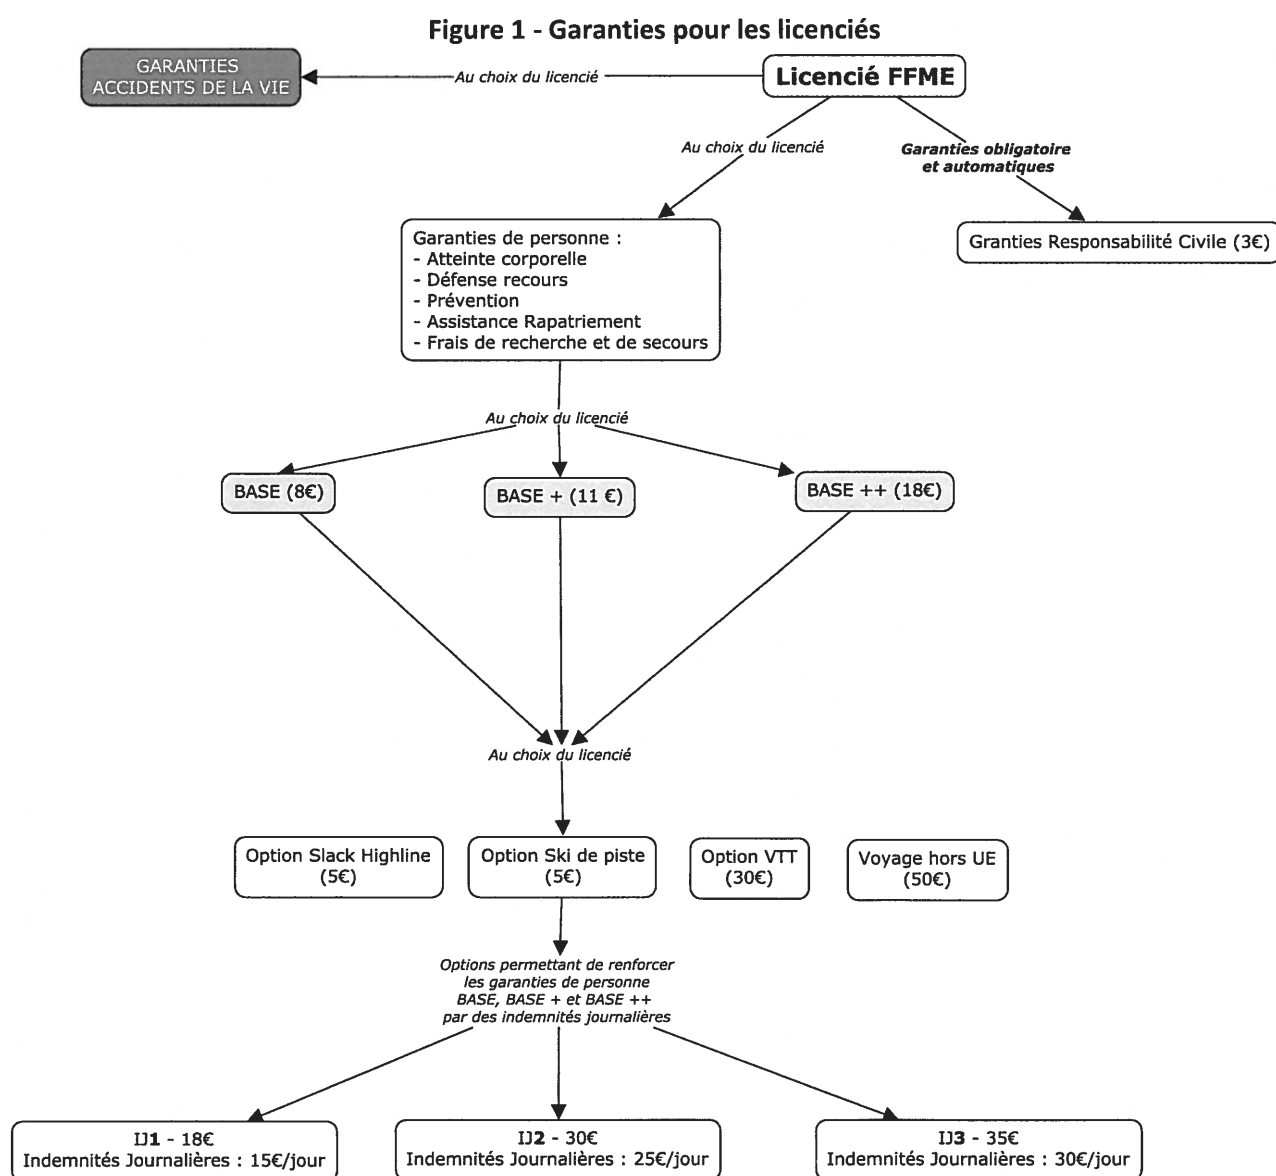 Figure 1 - Garanties pour les licenciés
GARANTIES
ACCIDENTS DE LA VIE
Au choix du licencié
Licencié FFME
Au choix du licencié
Garanties obligatoire
et automatiques
Garanties de personne :
- Atteinte corporelle
- Défense recours
- Prévention
- Assistance Rapatriement
- Frais de recherche et de secours
Granties Responsabilité Civile (3€)
Au choix du licencié
BASE (8€)
BASE + (11 €)
BASE ++ (18€)
Au choix du licencié
Option Slack Highline
(5€)
Option Ski de piste
(5€)
Option VTT
(30€)
Voyage hors UE
(50€)
Options permettant de renforcer
les garanties de personne
BASE, BASE + et BASE ++
par des indemnités journalières
IJ1 - 18€
Indemnités Journalières : 15€/jour
IJ2 - 30€
Indemnités Journalières : 25€/jour
IJ3 - 35€
Indemnités Journalières : 30€/jour